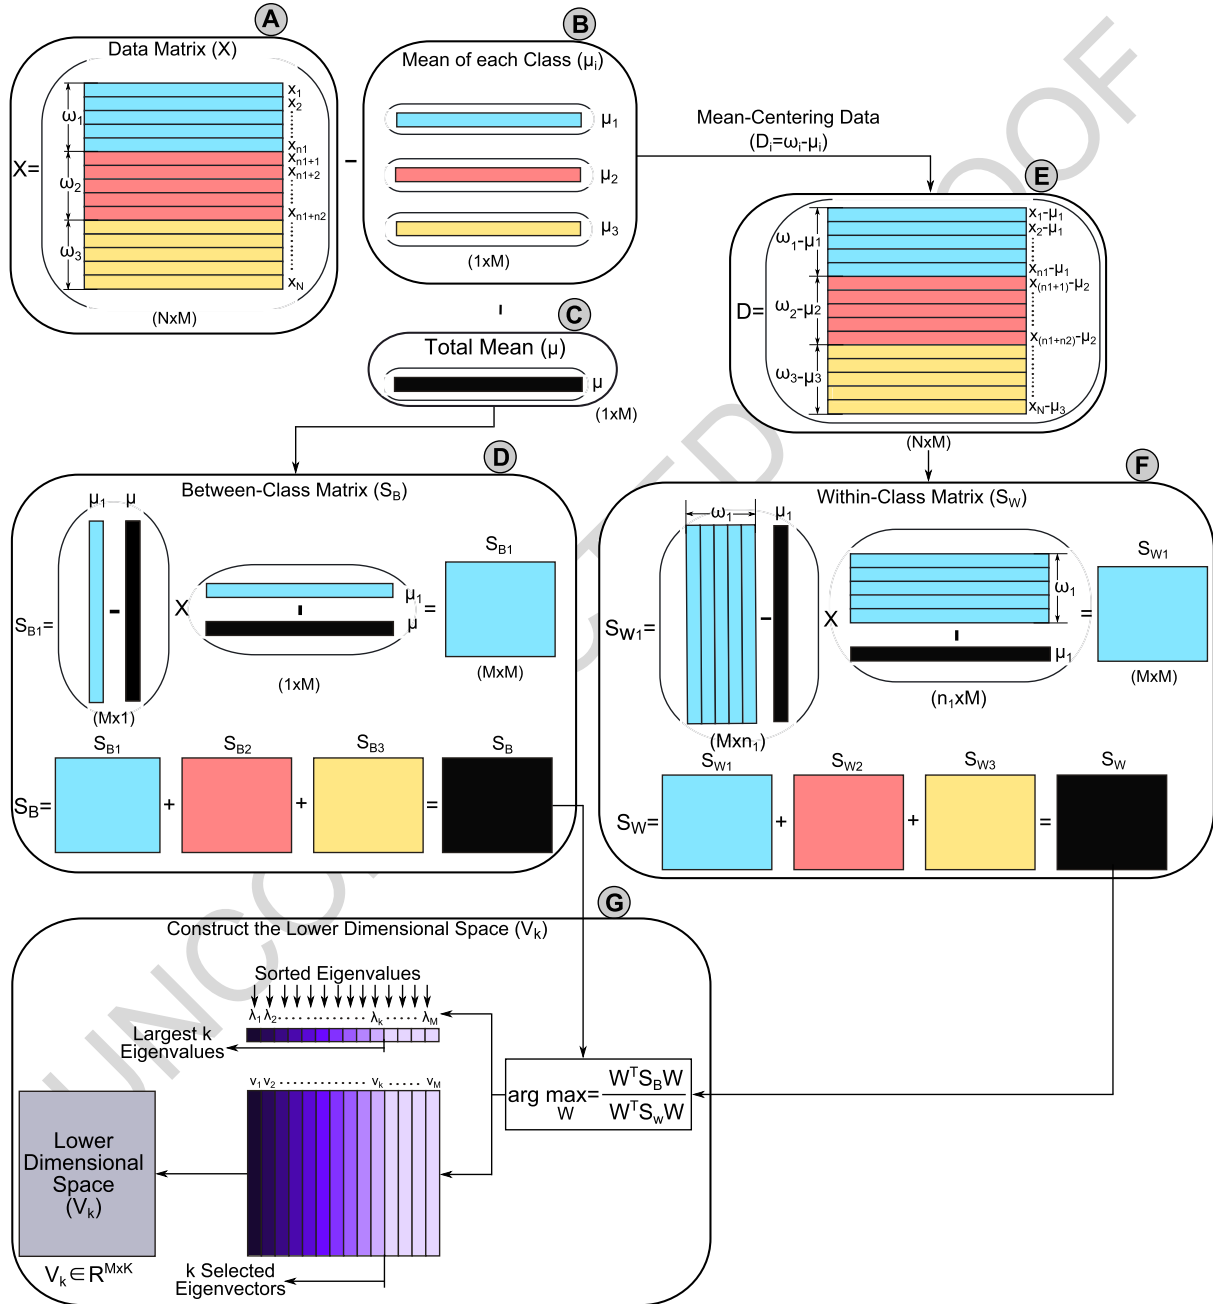 A
Data Matrix (X)
X=
ω1
ω2
ω3
x1
x2
xn1
xn1+1
xn1+2
xn1+n2
xN
(NxM)
–
B
Mean of each Class (μi)
μ1
μ2
μ3
(1xM)
–
C
Total Mean (μ)
μ
(1xM)
Mean-Centering Data
(Di=ωi-μi)
E
D=
ω1-μ1
ω2-μ2
ω3-μ3
x1-μ1
x2-μ1
xn1-μ1
x(n1+1)-μ2
x(n1+n2)-μ2
xN-μ3
(NxM)
D
Between-Class Matrix (SB)
μ1 μ
SB1=
–
(Mx1)
X
μ1
–
μ
(1xM)
=
SB1
(MxM)
SB1 SB2 SB3 SB
SB= + + =
F
Within-Class Matrix (SW)
ω1 μ1
SW1=
–
(Mxn1)
X
ω1
–
μ1
(n1xM)
=
SW1
(MxM)
SW1 SW2 SW3 SW
SW= + + =
G
Construct the Lower Dimensional Space (Vk)
Sorted Eigenvalues
λ1 λ2 λk λM
Largest k
Eigenvalues
v1 v2 vk vM
arg max= WTSBW
W WTSwW
Lower
Dimensional
Space
(Vk)
Vk∈RMxK
k Selected
Eigenvectors
UNCORRECTED PROOF